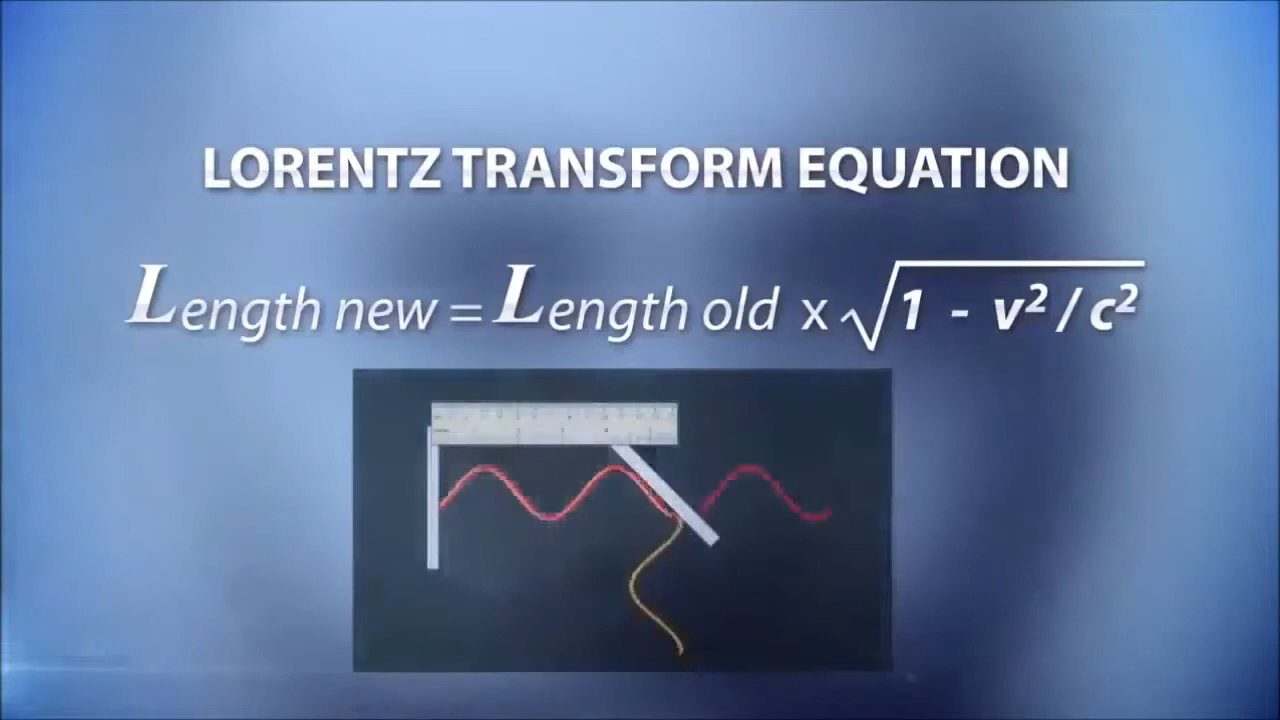 LORENTZ TRANSFORM EQUATION
Length new = Length old x √1 - v²/c²